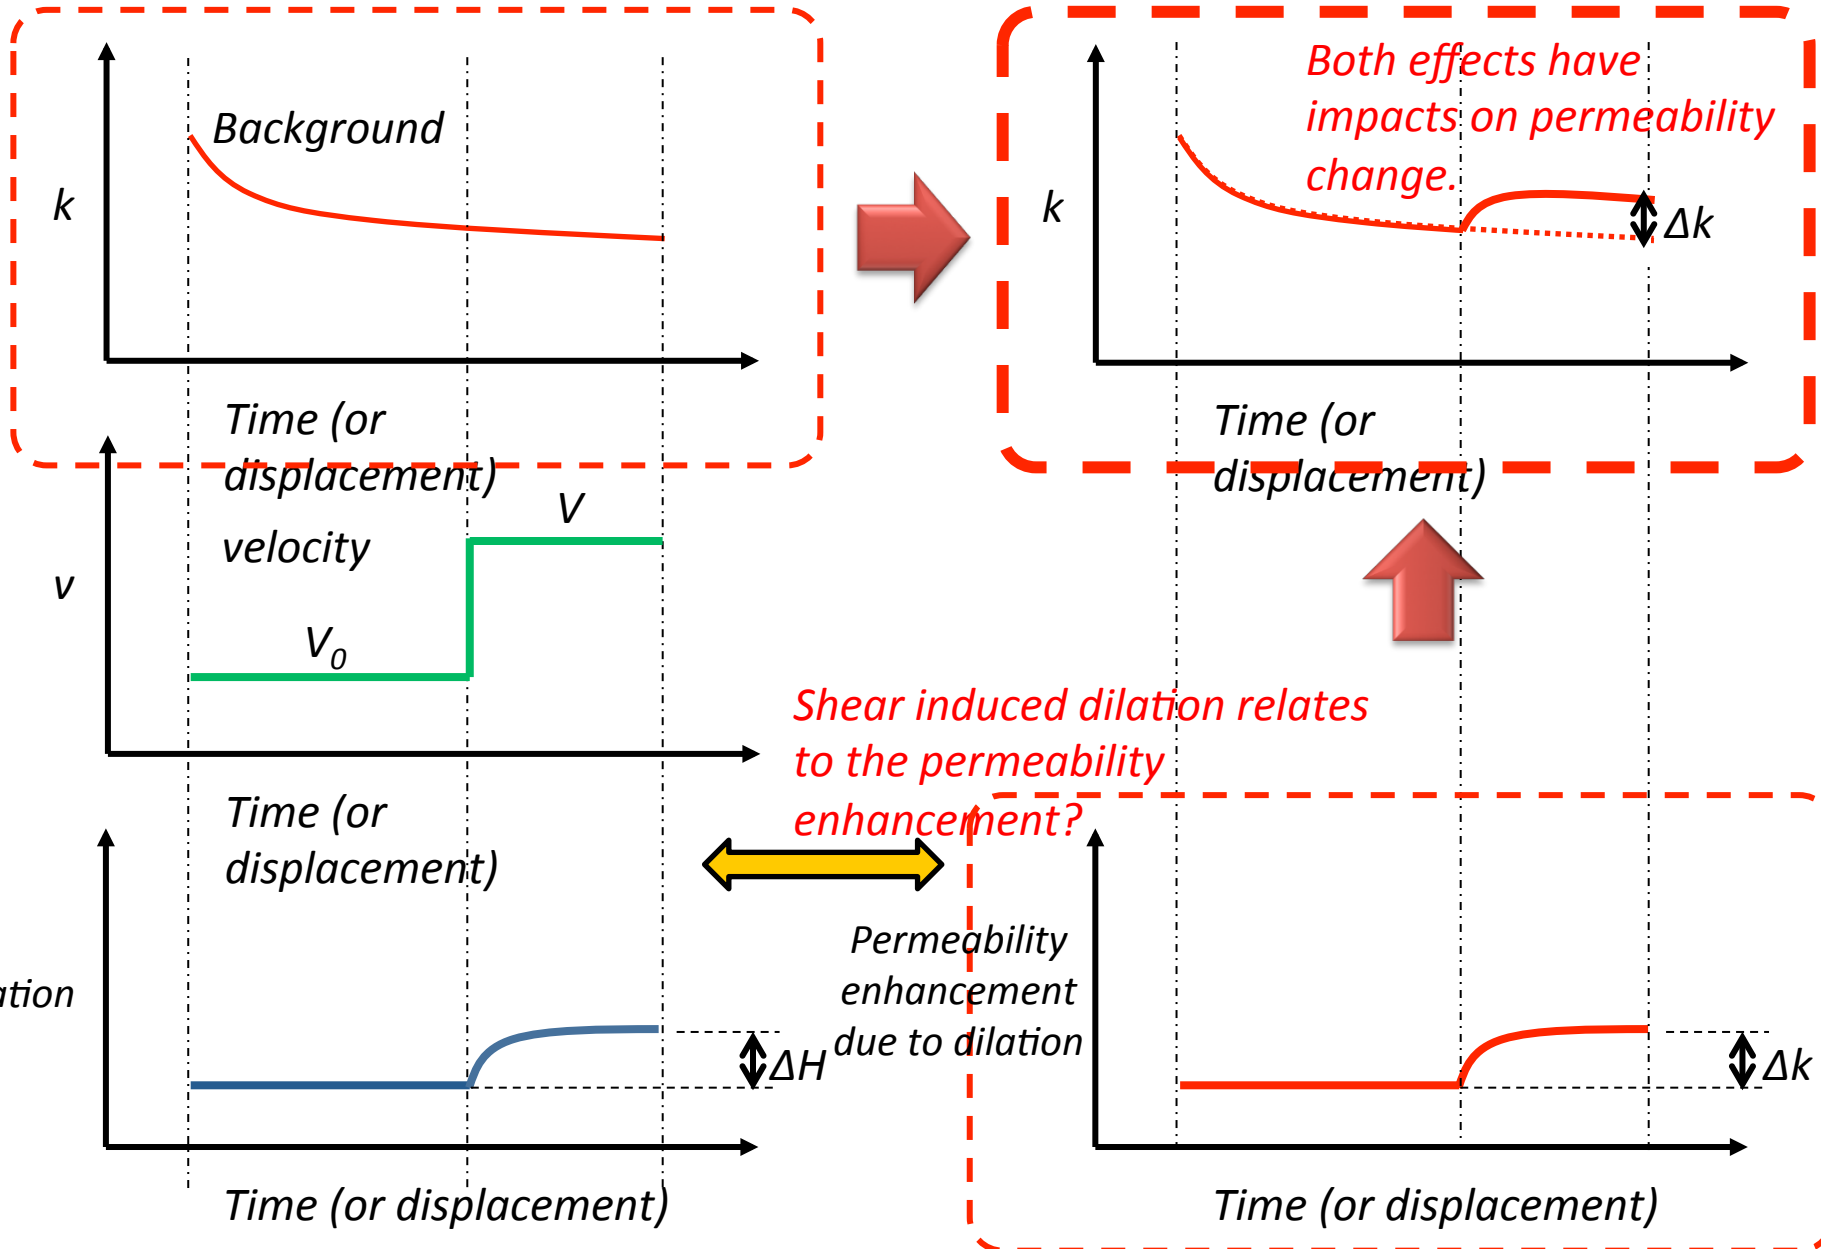 Background
k
Time (or
displacement)
Both effects have
impacts on permeability
change.
k
Δk
Time (or
displacement)
velocity
V
v
V0
Time (or
displacement)
Shear induced dilation relates
to the permeability
enhancement?
ation
ΔH
Time (or displacement)
Permeability
enhancement
due to dilation
Δk
Time (or displacement)